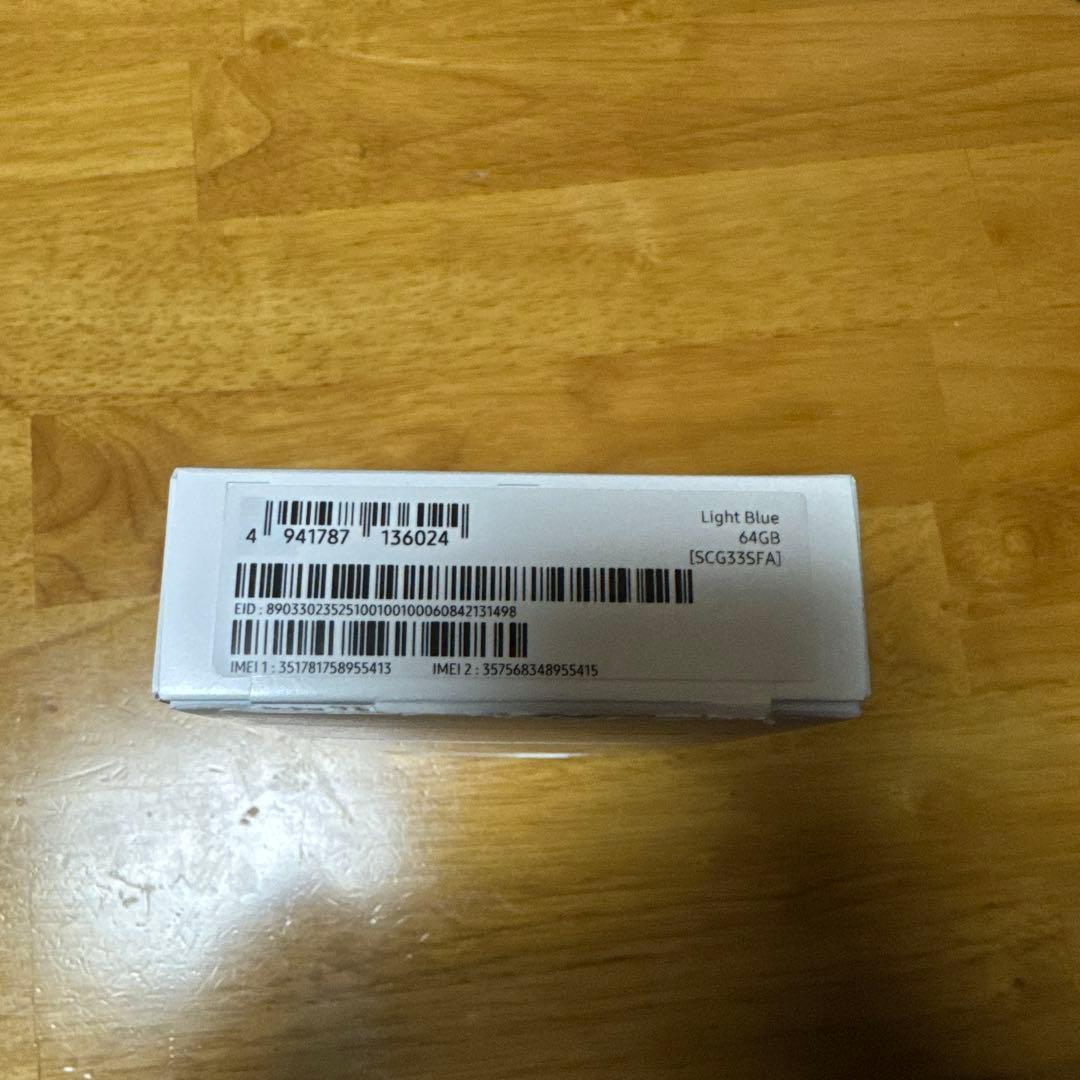 4 941787 136024
Light Blue
64GB
[SCG33SFA]
EID : 89033023525100100100060842131498
IMEI 1 : 351781758955413 IMEI 2 : 357568348955415